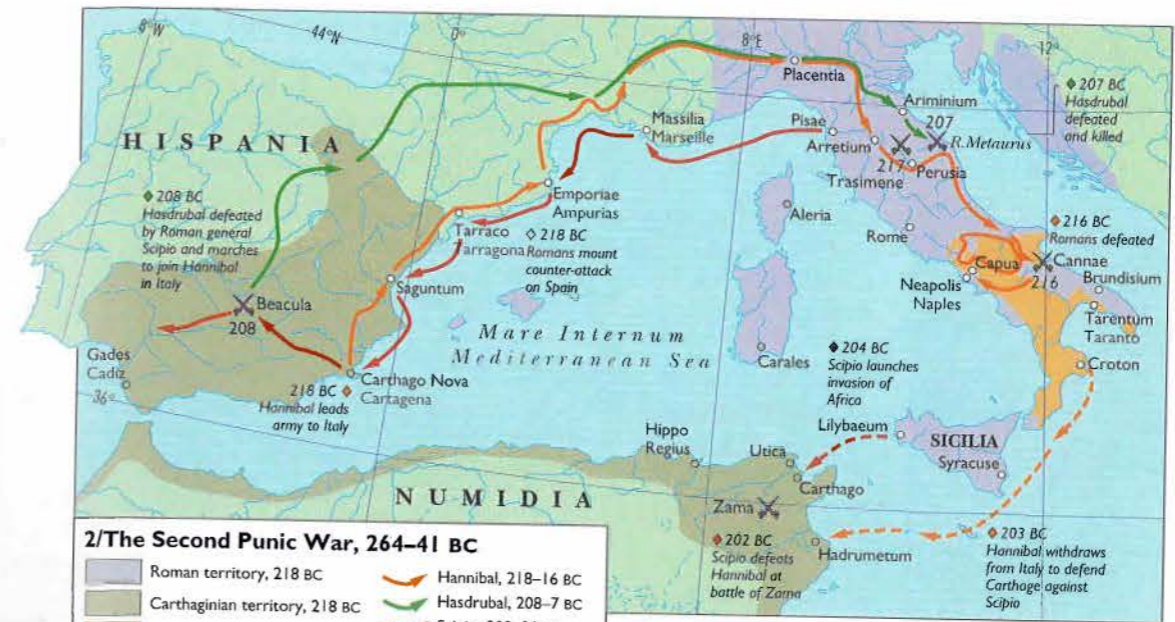 8°W
44°N
0°
8°E
12°
Placentia
207 BC
Hasdrubal
defeated
and killed
Ariminium
207
R.Metaurus
Massilia
Marseille
Pisae
Arretium
217
Perusia
Trasimene
HISPANIA
208 BC
Hasdrubal defeated
by Roman general
Scipio and marches
to join Hannibal
in Italy
Emporiae
Ampurias
Tarraco
Tarragona
218 BC
Romans mount
counter-attack
on Spain
Aleria
Rome
216 BC
Romans defeated
Capua
Cannae
216
Neapolis
Naples
Brundisium
Tarentum
Taranto
Saguntum
Beacula
208
Mare Internum
Mediterranean Sea
Carales
204 BC
Scipio launches
invasion of
Africa
Croton
Gades
Cadiz
36°
Carthago Nova
Cartagena
218 BC
Hannibal leads
army to Italy
Lilybaeum
SICILIA
Syracuse
Hippo
Regius
Utica
Carthago
NUMIDIA
Zama
202 BC
Scipio defeats
Hannibal at
battle of Zama
Hadrumetum
203 BC
Hannibal withdraws
from Italy to defend
Carthage against
Scipio
2/The Second Punic War, 264–41 BC
Roman territory, 218 BC
Carthaginian territory, 218 BC
Hannibal, 218–16 BC
Hasdrubal, 208–7 BC